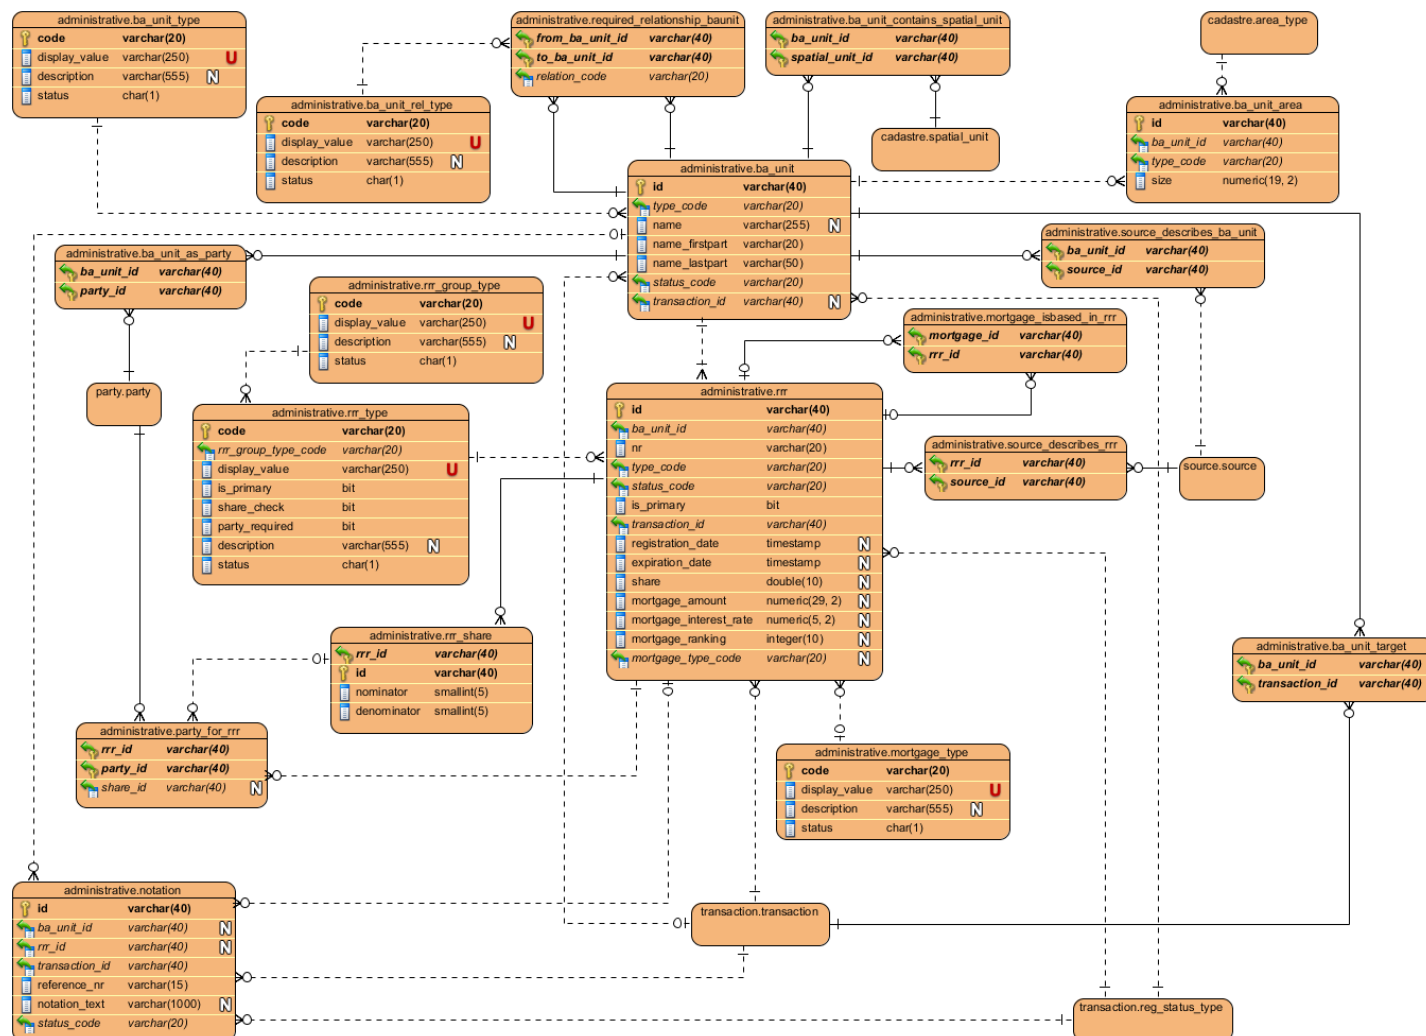 administrative.ba_unit_type
code varchar(20)
display_value varchar(250) U
description varchar(555) N
status char(1)
administrative.required_relationship_baunit
from_ba_unit_id varchar(40)
to_ba_unit_id varchar(40)
relation_code varchar(20)
administrative.ba_unit_contains_spatial_unit
ba_unit_id varchar(40)
spatial_unit_id varchar(40)
cadastre.area_type
administrative.ba_unit_rel_type
code varchar(20)
display_value varchar(250) U
description varchar(555) N
status char(1)
cadastre.spatial_unit
administrative.ba_unit_area
id varchar(40)
ba_unit_id varchar(40)
type_code varchar(20)
size numeric(19, 2)
administrative.ba_unit
id varchar(40)
type_code varchar(20)
name varchar(255) N
name_firstpart varchar(20)
name_lastpart varchar(50)
status_code varchar(20)
transaction_id varchar(40) N
administrative.ba_unit_as_party
ba_unit_id varchar(40)
party_id varchar(40)
administrative.source_describes_ba_unit
ba_unit_id varchar(40)
source_id varchar(40)
administrative.rrr_group_type
code varchar(20)
display_value varchar(250) U
description varchar(555) N
status char(1)
administrative.mortgage_isbased_in_rrr
mortgage_id varchar(40)
rrr_id varchar(40)
party.party
administrative.rrr_type
code varchar(20)
rrr_group_type_code varchar(20)
display_value varchar(250) U
is_primary bit
share_check bit
party_required bit
description varchar(555) N
status char(1)
administrative.rrr
id varchar(40)
ba_unit_id varchar(40)
nr varchar(20)
type_code varchar(20)
status_code varchar(20)
is_primary bit
transaction_id varchar(40)
registration_date timestamp N
expiration_date timestamp N
share double(10) N
mortgage_amount numeric(29, 2) N
mortgage_interest_rate numeric(5, 2) N
mortgage_ranking integer(10) N
mortgage_type_code varchar(20) N
administrative.source_describes_rrr
rrr_id varchar(40)
source_id varchar(40)
source.source
administrative.rrr_share
rrr_id varchar(40)
id varchar(40)
nominator smallint(5)
denominator smallint(5)
administrative.ba_unit_target
ba_unit_id varchar(40)
transaction_id varchar(40)
administrative.party_for_rrr
rrr_id varchar(40)
party_id varchar(40)
share_id varchar(40) N
administrative.mortgage_type
code varchar(20)
display_value varchar(250) U
description varchar(555) N
status char(1)
administrative.notation
id varchar(40)
ba_unit_id varchar(40) N
rrr_id varchar(40) N
transaction_id varchar(40)
reference_nr varchar(15)
notation_text varchar(1000) N
status_code varchar(20)
transaction.transaction
transaction.reg_status_type